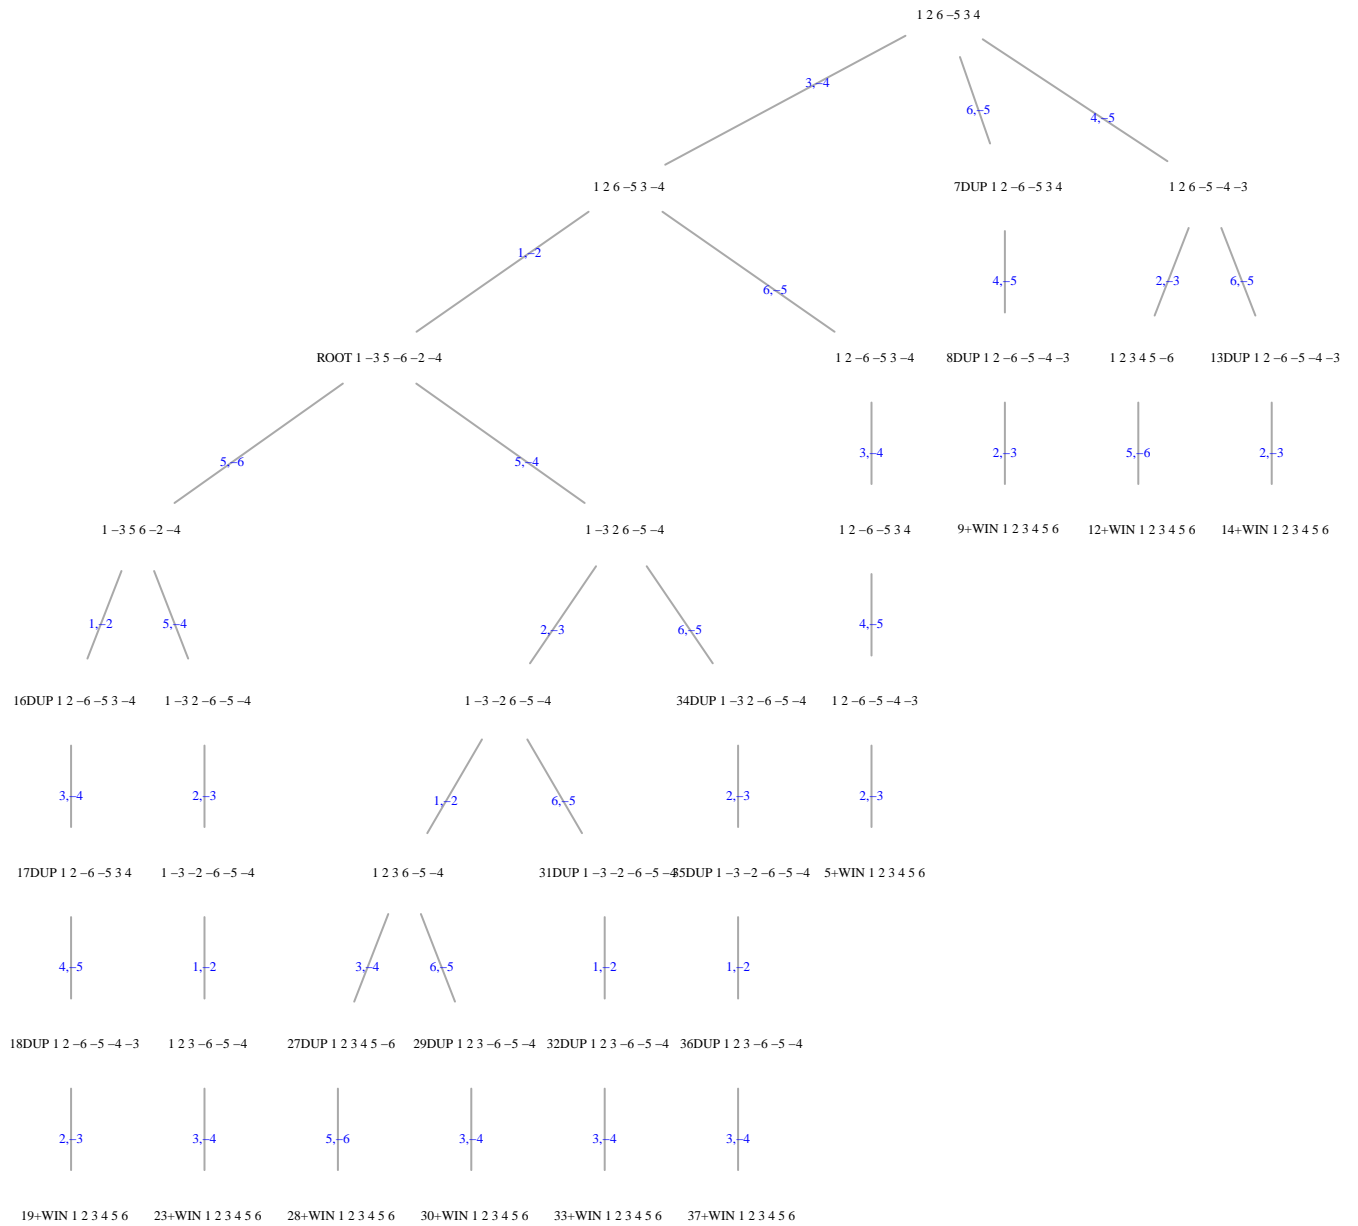 1 2 6 −5 3 4
3,−4
6,−5
4,−5
1 2 6 −5 3 −4
7DUP 1 2 −6 −5 3 4
1 2 6 −5 −4 −3
1,−2
6,−5
4,−5
2,−3
6,−5
ROOT 1 −3 5 −6 −2 −4
1 2 −6 −5 3 −4
8DUP 1 2 −6 −5 −4 −3
1 2 3 4 5 −6
13DUP 1 2 −6 −5 −4 −3
5,−6
5,−4
3,−4
2,−3
5,−6
2,−3
1 −3 5 6 −2 −4
1 −3 2 6 −5 −4
1 2 −6 −5 3 4
9+WIN 1 2 3 4 5 6
12+WIN 1 2 3 4 5 6
14+WIN 1 2 3 4 5 6
1,−2
5,−4
2,−3
6,−5
4,−5
16DUP 1 2 −6 −5 3 −4
1 −3 2 −6 −5 −4
1 −3 −2 6 −5 −4
34DUP 1 −3 2 −6 −5 −4
1 2 −6 −5 −4 −3
3,−4
2,−3
1,−2
6,−5
2,−3
2,−3
17DUP 1 2 −6 −5 3 4
1 −3 −2 −6 −5 −4
1 2 3 6 −5 −4
31DUP 1 −3 −2 −6 −5 −4
35DUP 1 −3 −2 −6 −5 −4
5+WIN 1 2 3 4 5 6
4,−5
1,−2
3,−4
6,−5
1,−2
1,−2
18DUP 1 2 −6 −5 −4 −3
1 2 3 −6 −5 −4
27DUP 1 2 3 4 5 −6
29DUP 1 2 3 −6 −5 −4
32DUP 1 2 3 −6 −5 −4
36DUP 1 2 3 −6 −5 −4
2,−3
3,−4
5,−6
3,−4
3,−4
3,−4
19+WIN 1 2 3 4 5 6
23+WIN 1 2 3 4 5 6
28+WIN 1 2 3 4 5 6
30+WIN 1 2 3 4 5 6
33+WIN 1 2 3 4 5 6
37+WIN 1 2 3 4 5 6